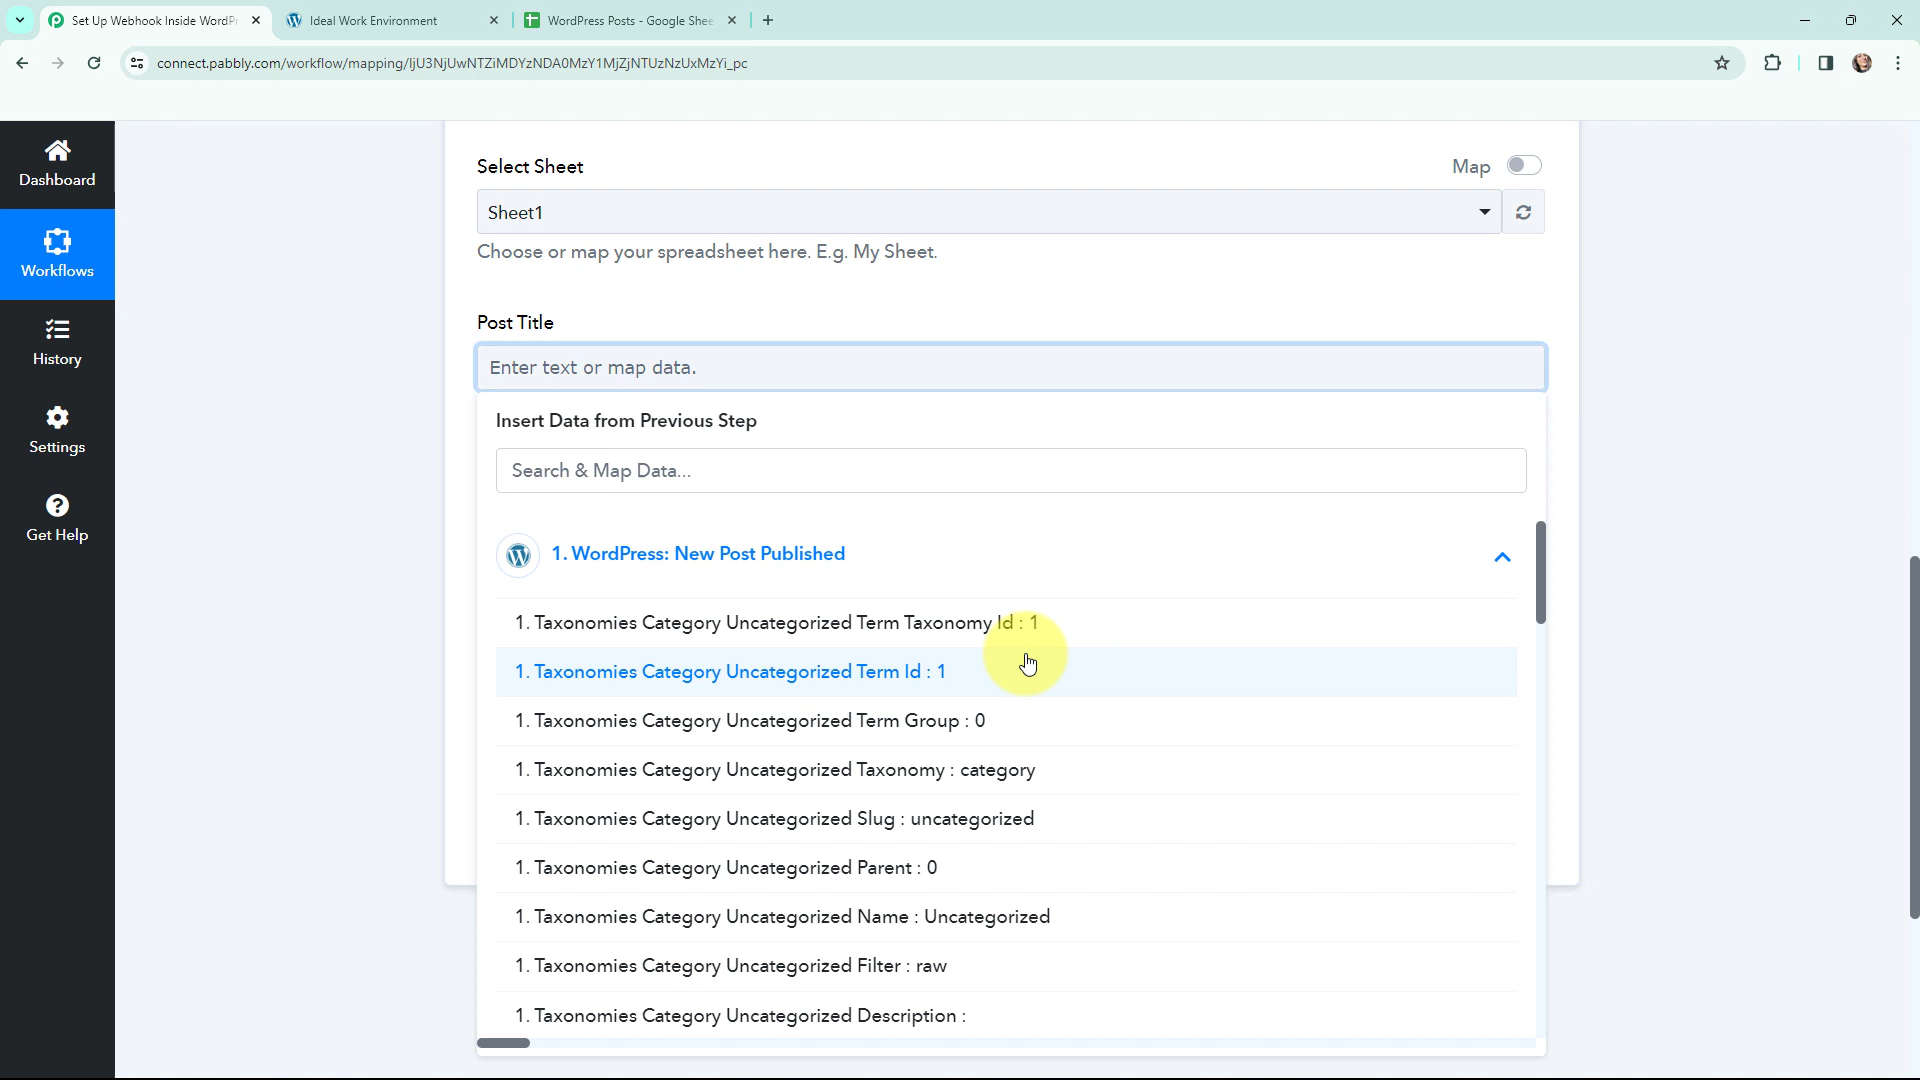 Set Up Webhook Inside WordPr
Ideal Work Environment
WordPress Posts - Google Shee
connect.pabbly.com/workflow/mapping/IjU3NjUwNTZiMDYzNDA0MzY1MjZjNTUzNzUxMzYi_pc
Dashboard
Workflows
History
Settings
Get Help
Select Sheet
Map
Sheet1
Choose or map your spreadsheet here. E.g. My Sheet.
Post Title
Enter text or map data.
Insert Data from Previous Step
Search & Map Data...
1. WordPress: New Post Published
1. Taxonomies Category Uncategorized Term Taxonomy Id : 1
1. Taxonomies Category Uncategorized Term Id : 1
1. Taxonomies Category Uncategorized Term Group : 0
1. Taxonomies Category Uncategorized Taxonomy : category
1. Taxonomies Category Uncategorized Slug : uncategorized
1. Taxonomies Category Uncategorized Parent : 0
1. Taxonomies Category Uncategorized Name : Uncategorized
1. Taxonomies Category Uncategorized Filter : raw
1. Taxonomies Category Uncategorized Description :